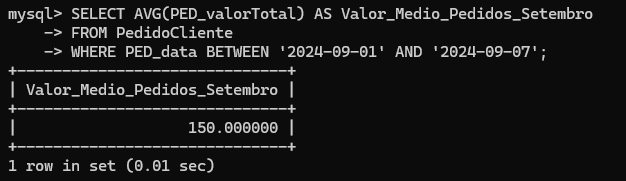 mysql> SELECT AVG(PED_valorTotal) AS Valor_Medio_Pedidos_Setembro
    -> FROM PedidoCliente
    -> WHERE PED_data BETWEEN '2024-09-01' AND '2024-09-07';
+------------------------------+
| Valor_Medio_Pedidos_Setembro |
+------------------------------+
|                   150.000000 |
+------------------------------+
1 row in set (0.01 sec)